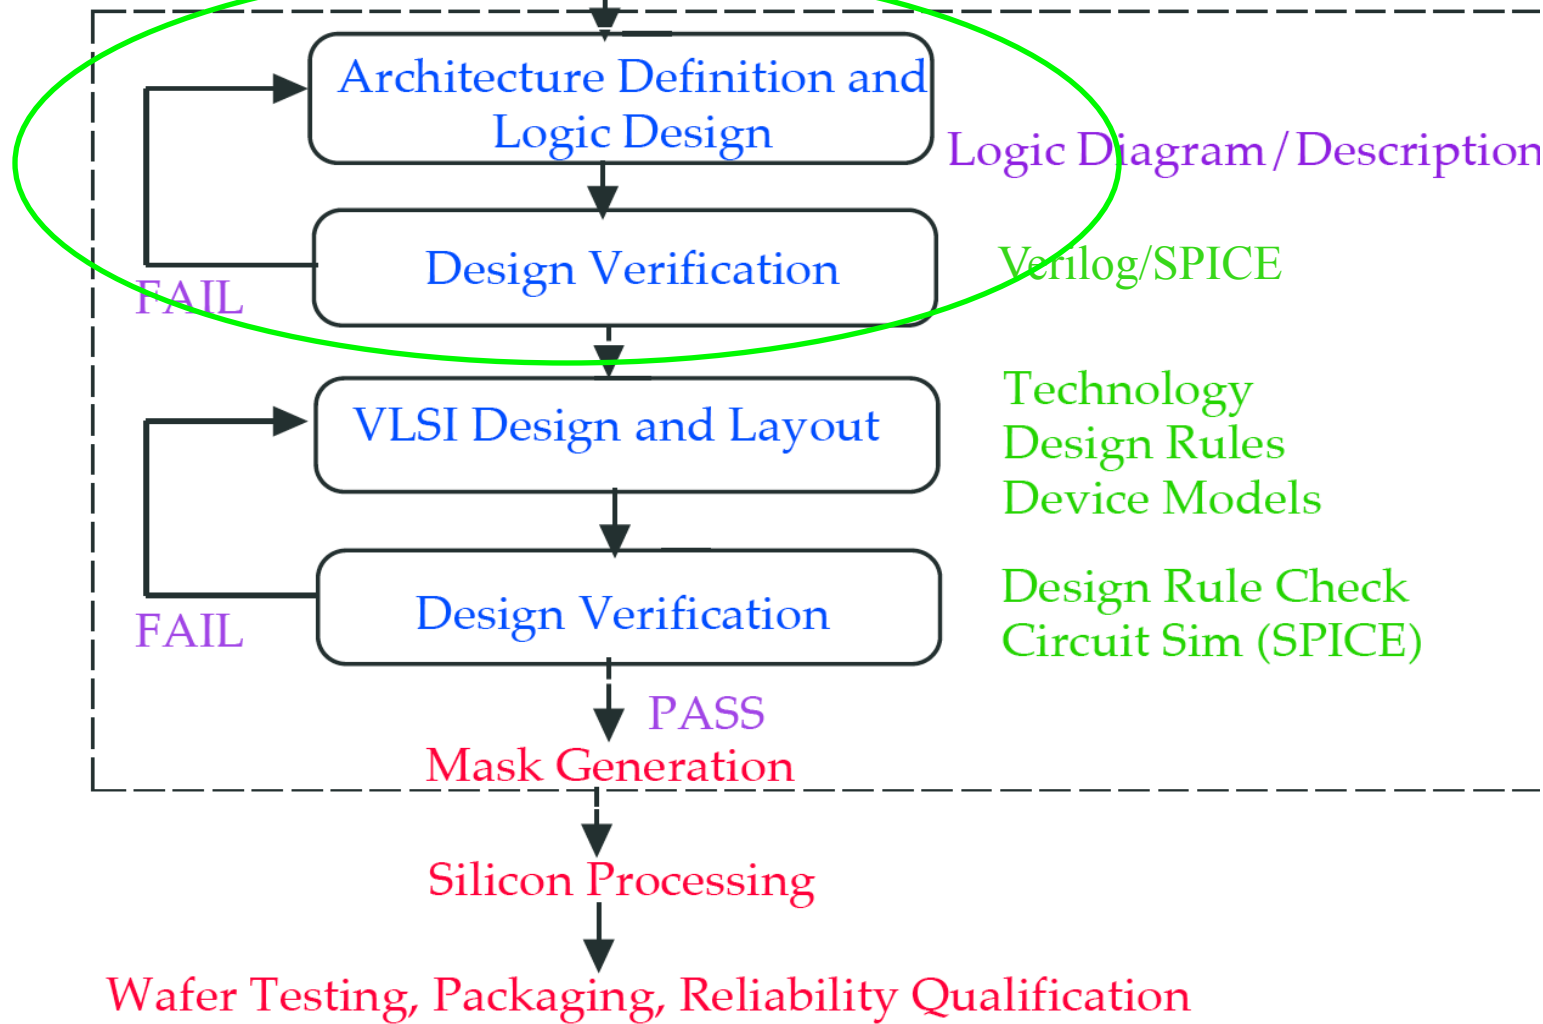 Architecture Definition and
Logic Design
Logic Diagram/Description
Design Verification
Verilog/SPICE
FAIL
VLSI Design and Layout
Technology
Design Rules
Device Models
Design Verification
Design Rule Check
Circuit Sim (SPICE)
FAIL
PASS
Mask Generation
Silicon Processing
Wafer Testing, Packaging, Reliability Qualification